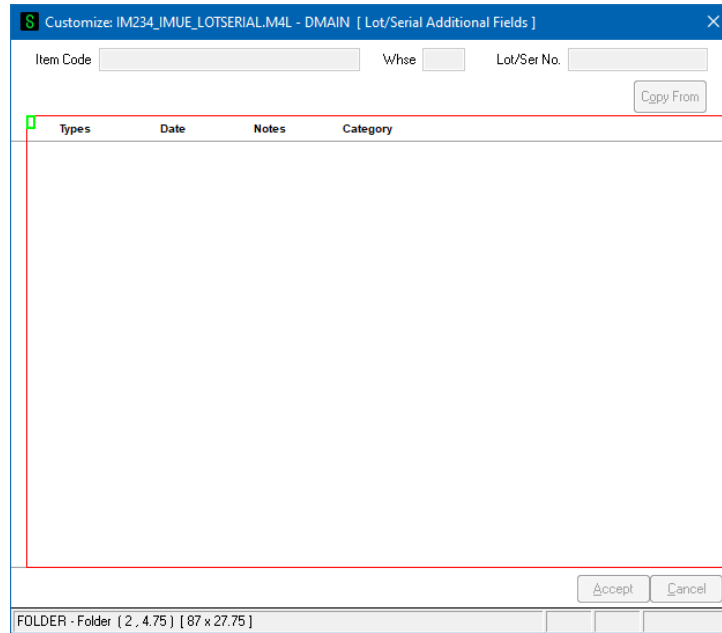 S Customize: IM234_IMUE_LOTSERIAL.M4L - DMAIN [ Lot/Serial Additional Fields ]
Item Code Whse Lot/Ser No.
Copy From
Types Date Notes Category
Accept Cancel
FOLDER - Folder ( 2 , 4.75 ) [ 87 x 27.75 ]